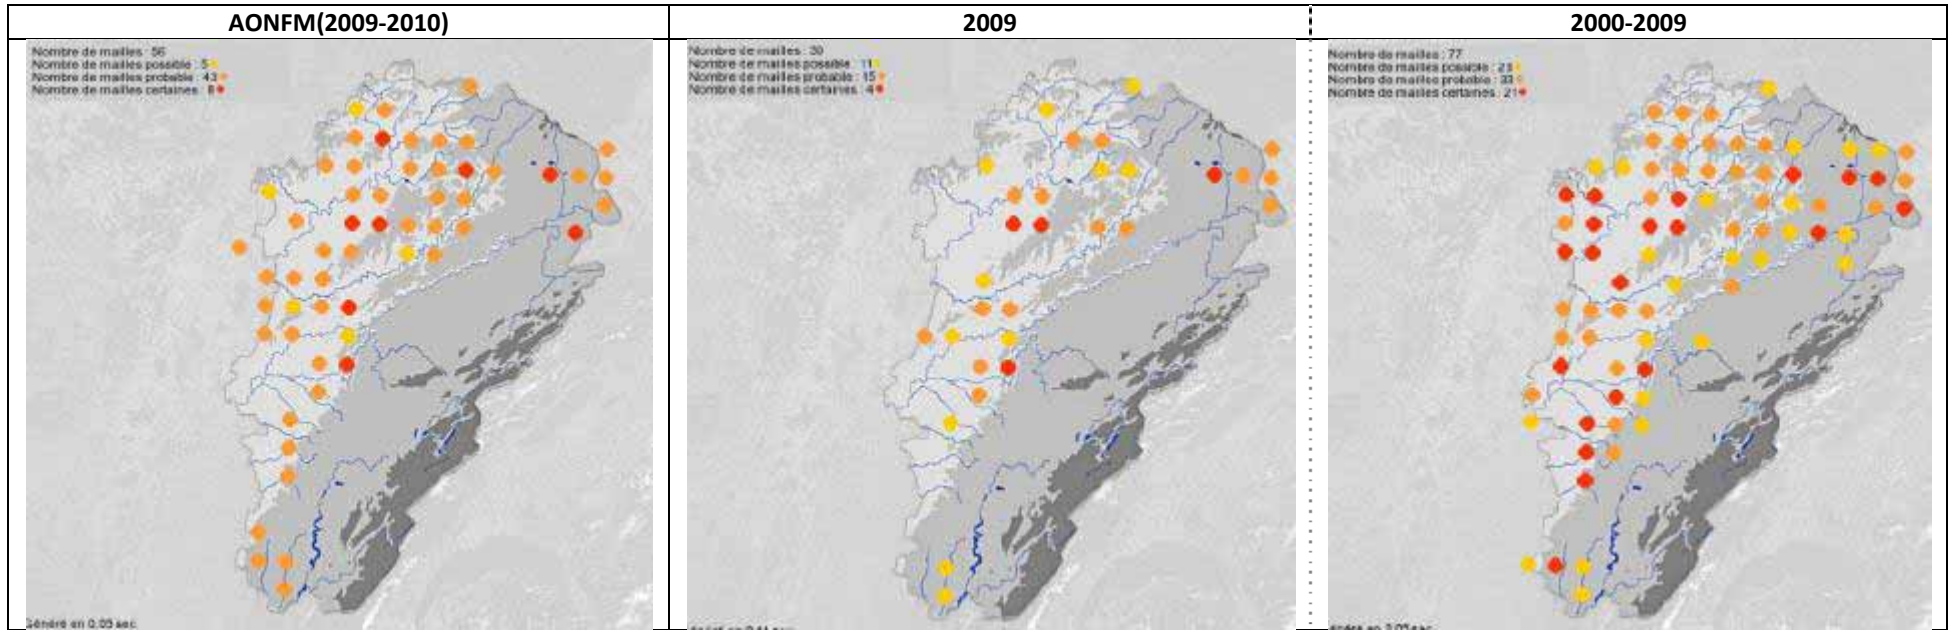 AONFM(2009-2010)
Nombre de mailles : 56
Nombre de mailles possible : 5
Nombre de mailles probable : 43
Nombre de mailles certaines : 8
Généré en 0.05 sec
2009
Nombre de mailles : 30
Nombre de mailles possible : 11
Nombre de mailles probable : 15
Nombre de mailles certaines : 4
2000-2009
Nombre de mailles : 77
Nombre de mailles possible : 23
Nombre de mailles probable : 33
Nombre de mailles certaines : 21